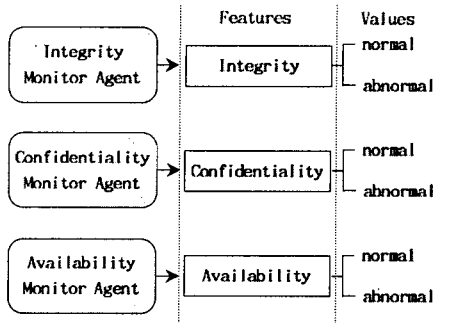 Features
Values
Integrity
Monitor Agent
Integrity
normal
abnormal
Confidentiality
Monitor Agent
Confidentiality
normal
abnormal
Availability
Monitor Agent
Availability
normal
abnormal